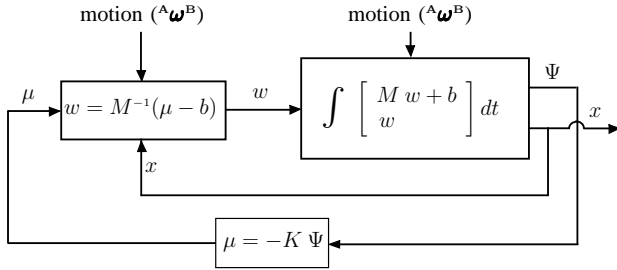 motion (ᴬωᴮ) motion (ᴬωᴮ)
μ
w = M⁻¹(μ − b)
w
∫ [ M w + b
w ] dt
Ψ
x
x
μ = −K Ψ